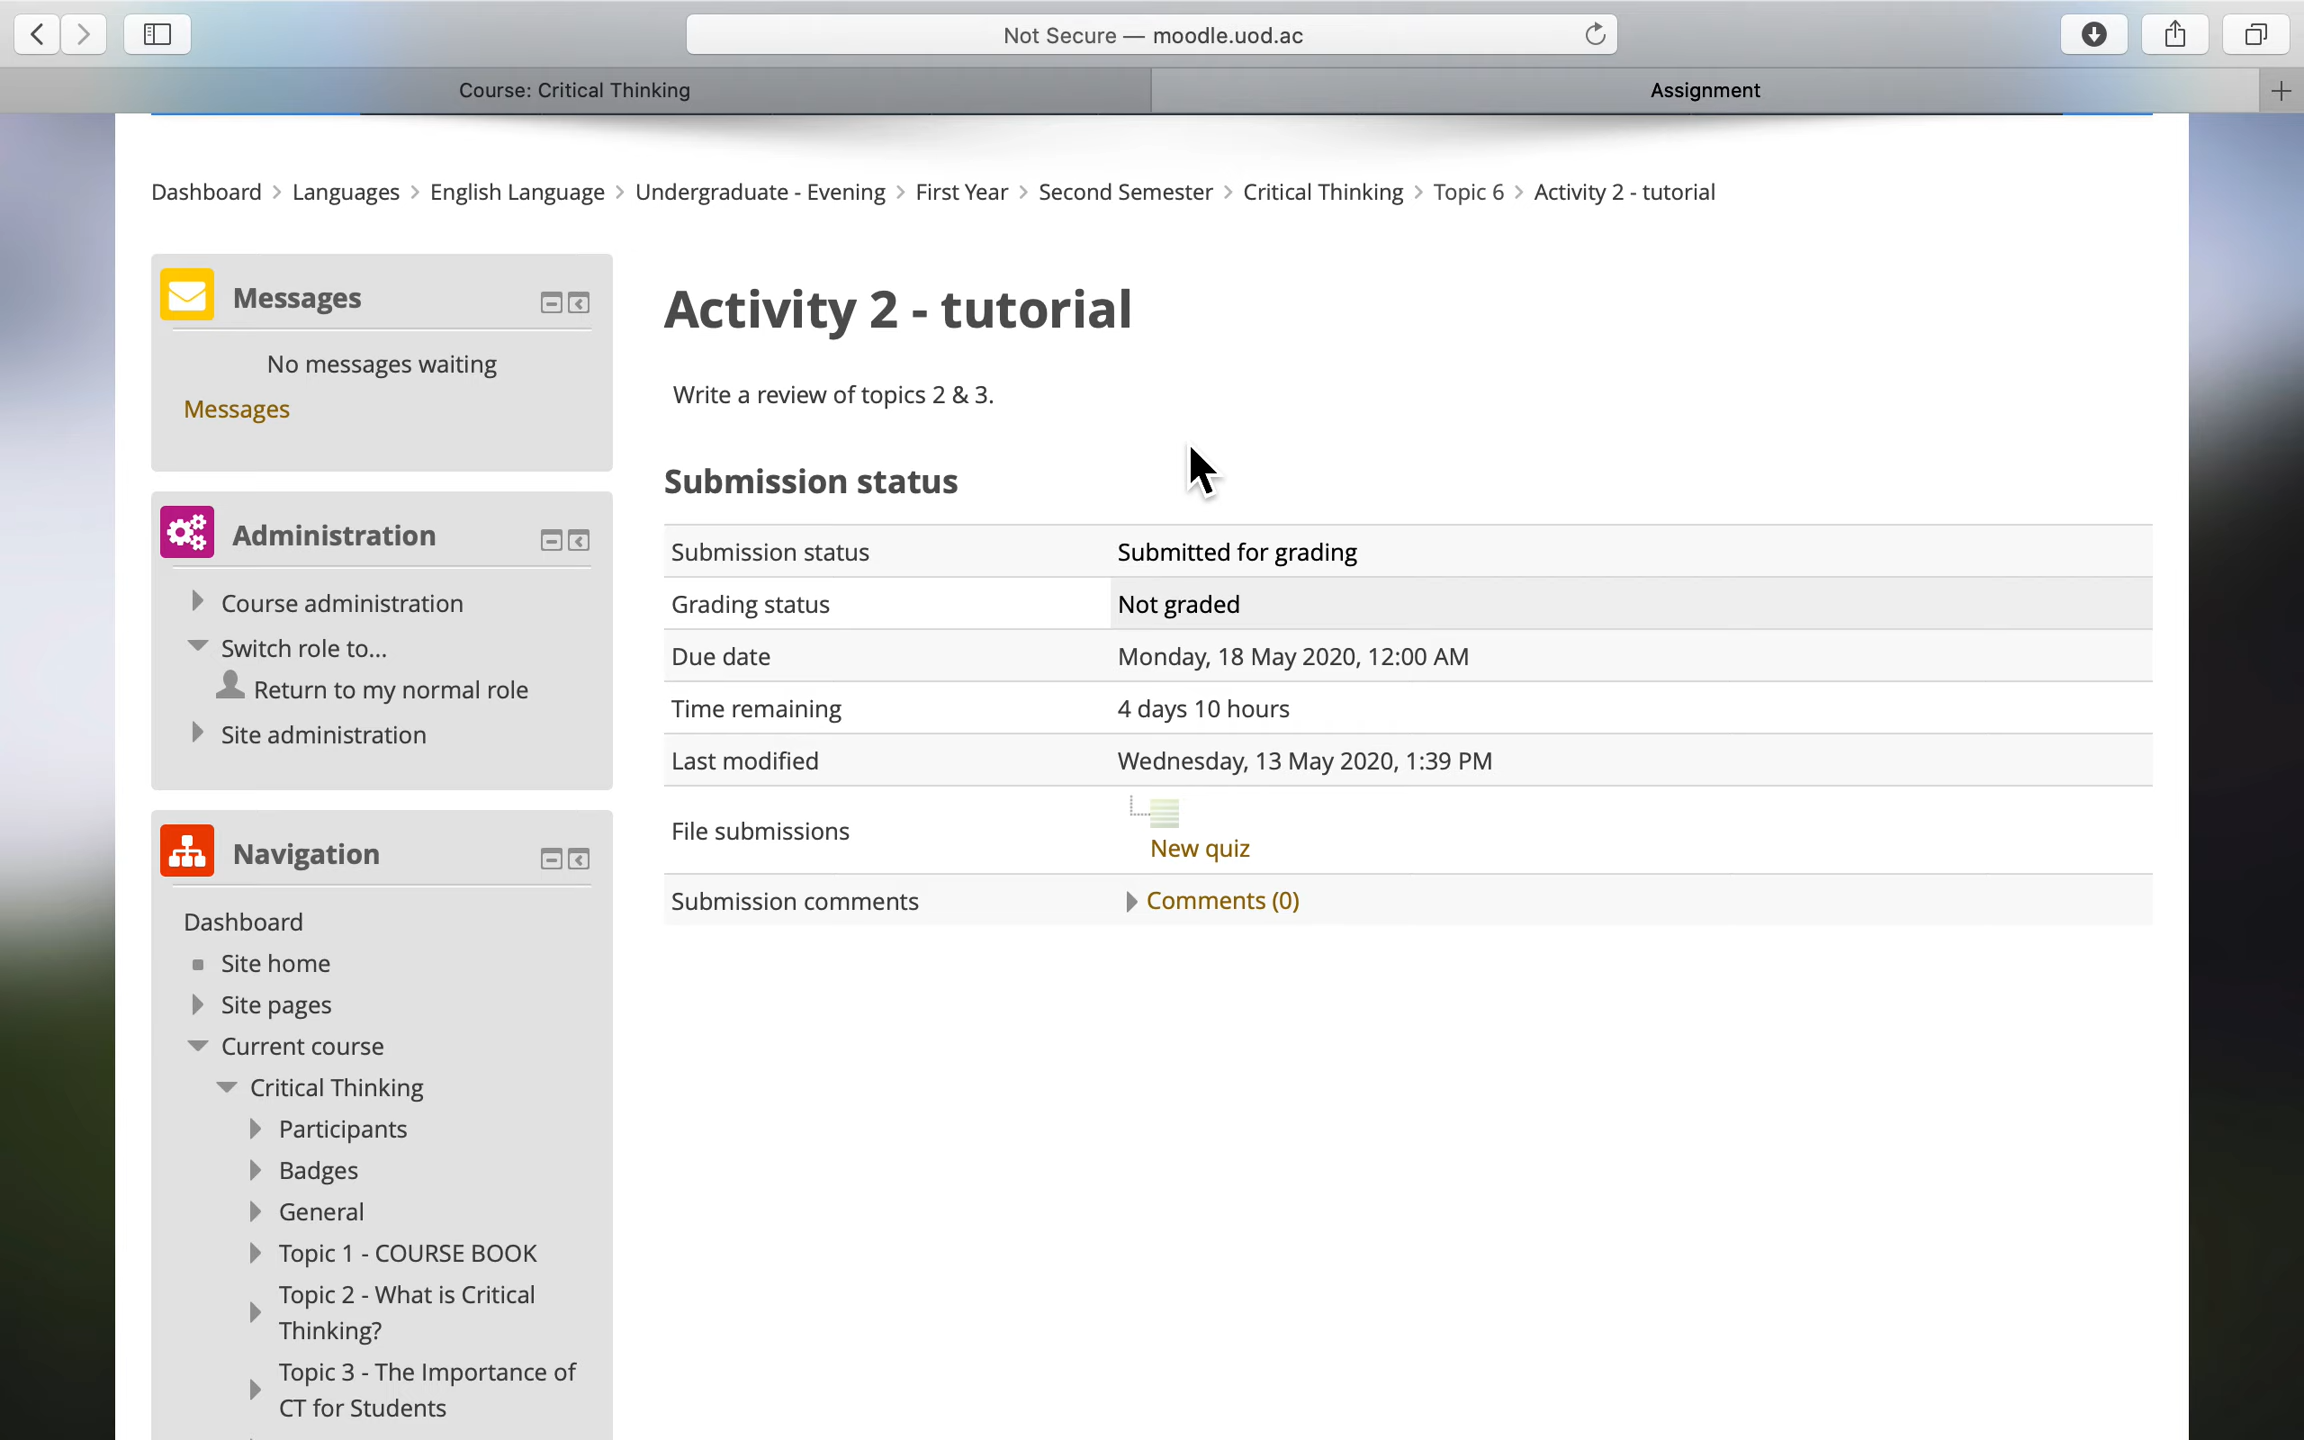 Not Secure — moodle.uod.ac
Course: Critical Thinking
Assignment
Dashboard > Languages > English Language > Undergraduate - Evening > First Year > Second Semester > Critical Thinking > Topic 6 > Activity 2 - tutorial
Messages
No messages waiting
Messages
Administration
Course administration
Switch role to...
Return to my normal role
Site administration
Navigation
Dashboard
Site home
Site pages
Current course
Critical Thinking
Participants
Badges
General
Topic 1 - COURSE BOOK
Topic 2 - What is Critical
Thinking?
Topic 3 - The Importance of
CT for Students
Activity 2 - tutorial
Write a review of topics 2 & 3.
Submission status
Submission status Submitted for grading
Grading status Not graded
Due date Monday, 18 May 2020, 12:00 AM
Time remaining 4 days 10 hours
Last modified Wednesday, 13 May 2020, 1:39 PM
File submissions
New quiz
Submission comments Comments (0)